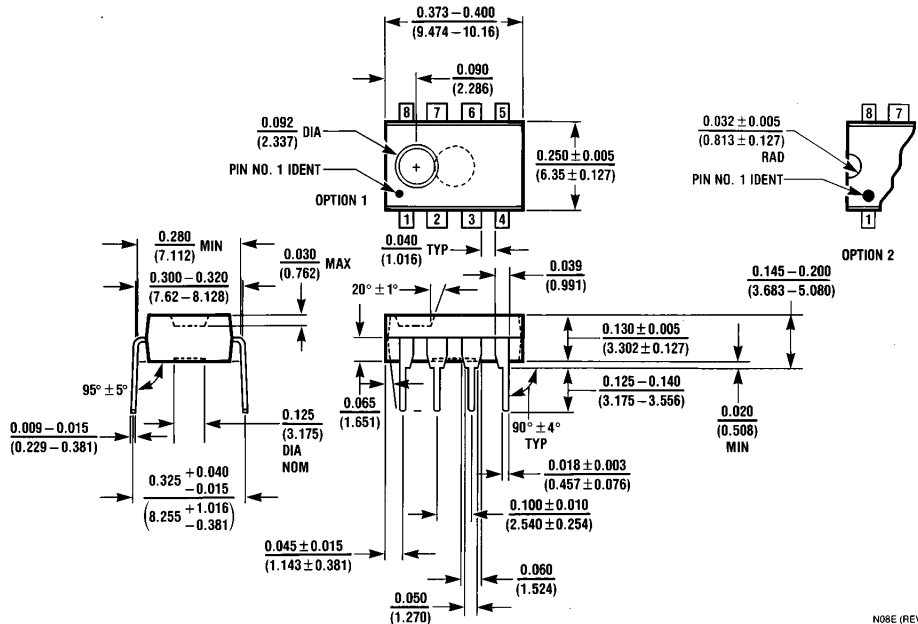 0.373–0.400
(9.474–10.16)
0.090
(2.286)
8 7 6 5
0.092
(2.337) DIA
PIN NO. 1 IDENT
OPTION 1
1 2 3 4
0.250 ± 0.005
(6.35 ± 0.127)
0.032 ± 0.005
(0.813 ± 0.127)
RAD
PIN NO. 1 IDENT
8 7
1
OPTION 2
0.280
(7.112) MIN
0.300–0.320
(7.62–8.128)
0.030
(0.762) MAX
0.040
(1.016) TYP
0.039
(0.991)
20° ± 1°
0.145–0.200
(3.683–5.080)
0.130 ± 0.005
(3.302 ± 0.127)
0.125–0.140
(3.175–3.556)
0.020
(0.508)
MIN
95° ± 5°
0.065
(1.651)
90° ± 4°
TYP
0.009–0.015
(0.229–0.381)
0.125
(3.175)
DIA
NOM
0.018 ± 0.003
(0.457 ± 0.076)
0.325 +0.040
−0.015
(8.255 +1.016
−0.381)
0.100 ± 0.010
(2.540 ± 0.254)
0.045 ± 0.015
(1.143 ± 0.381)
0.060
(1.524)
0.050
(1.270)
N08E (REV